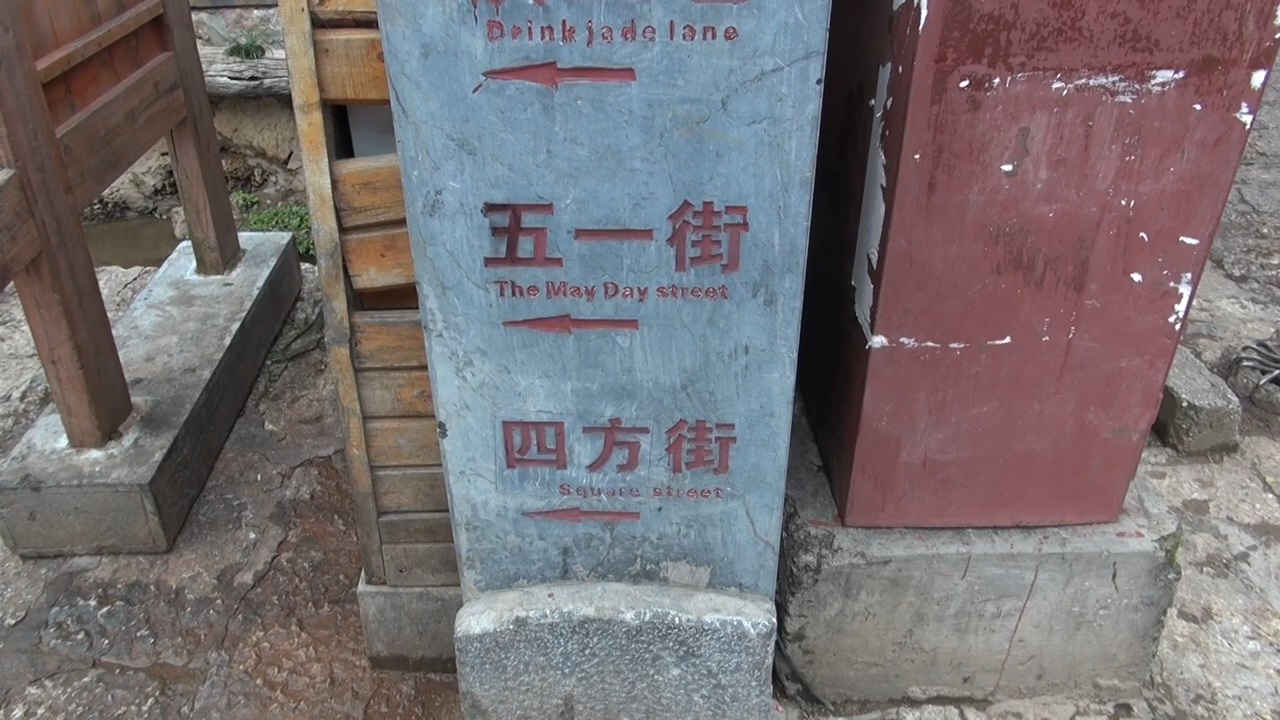 Drink jade lane
五一街
The May Day street
四方街
Square street